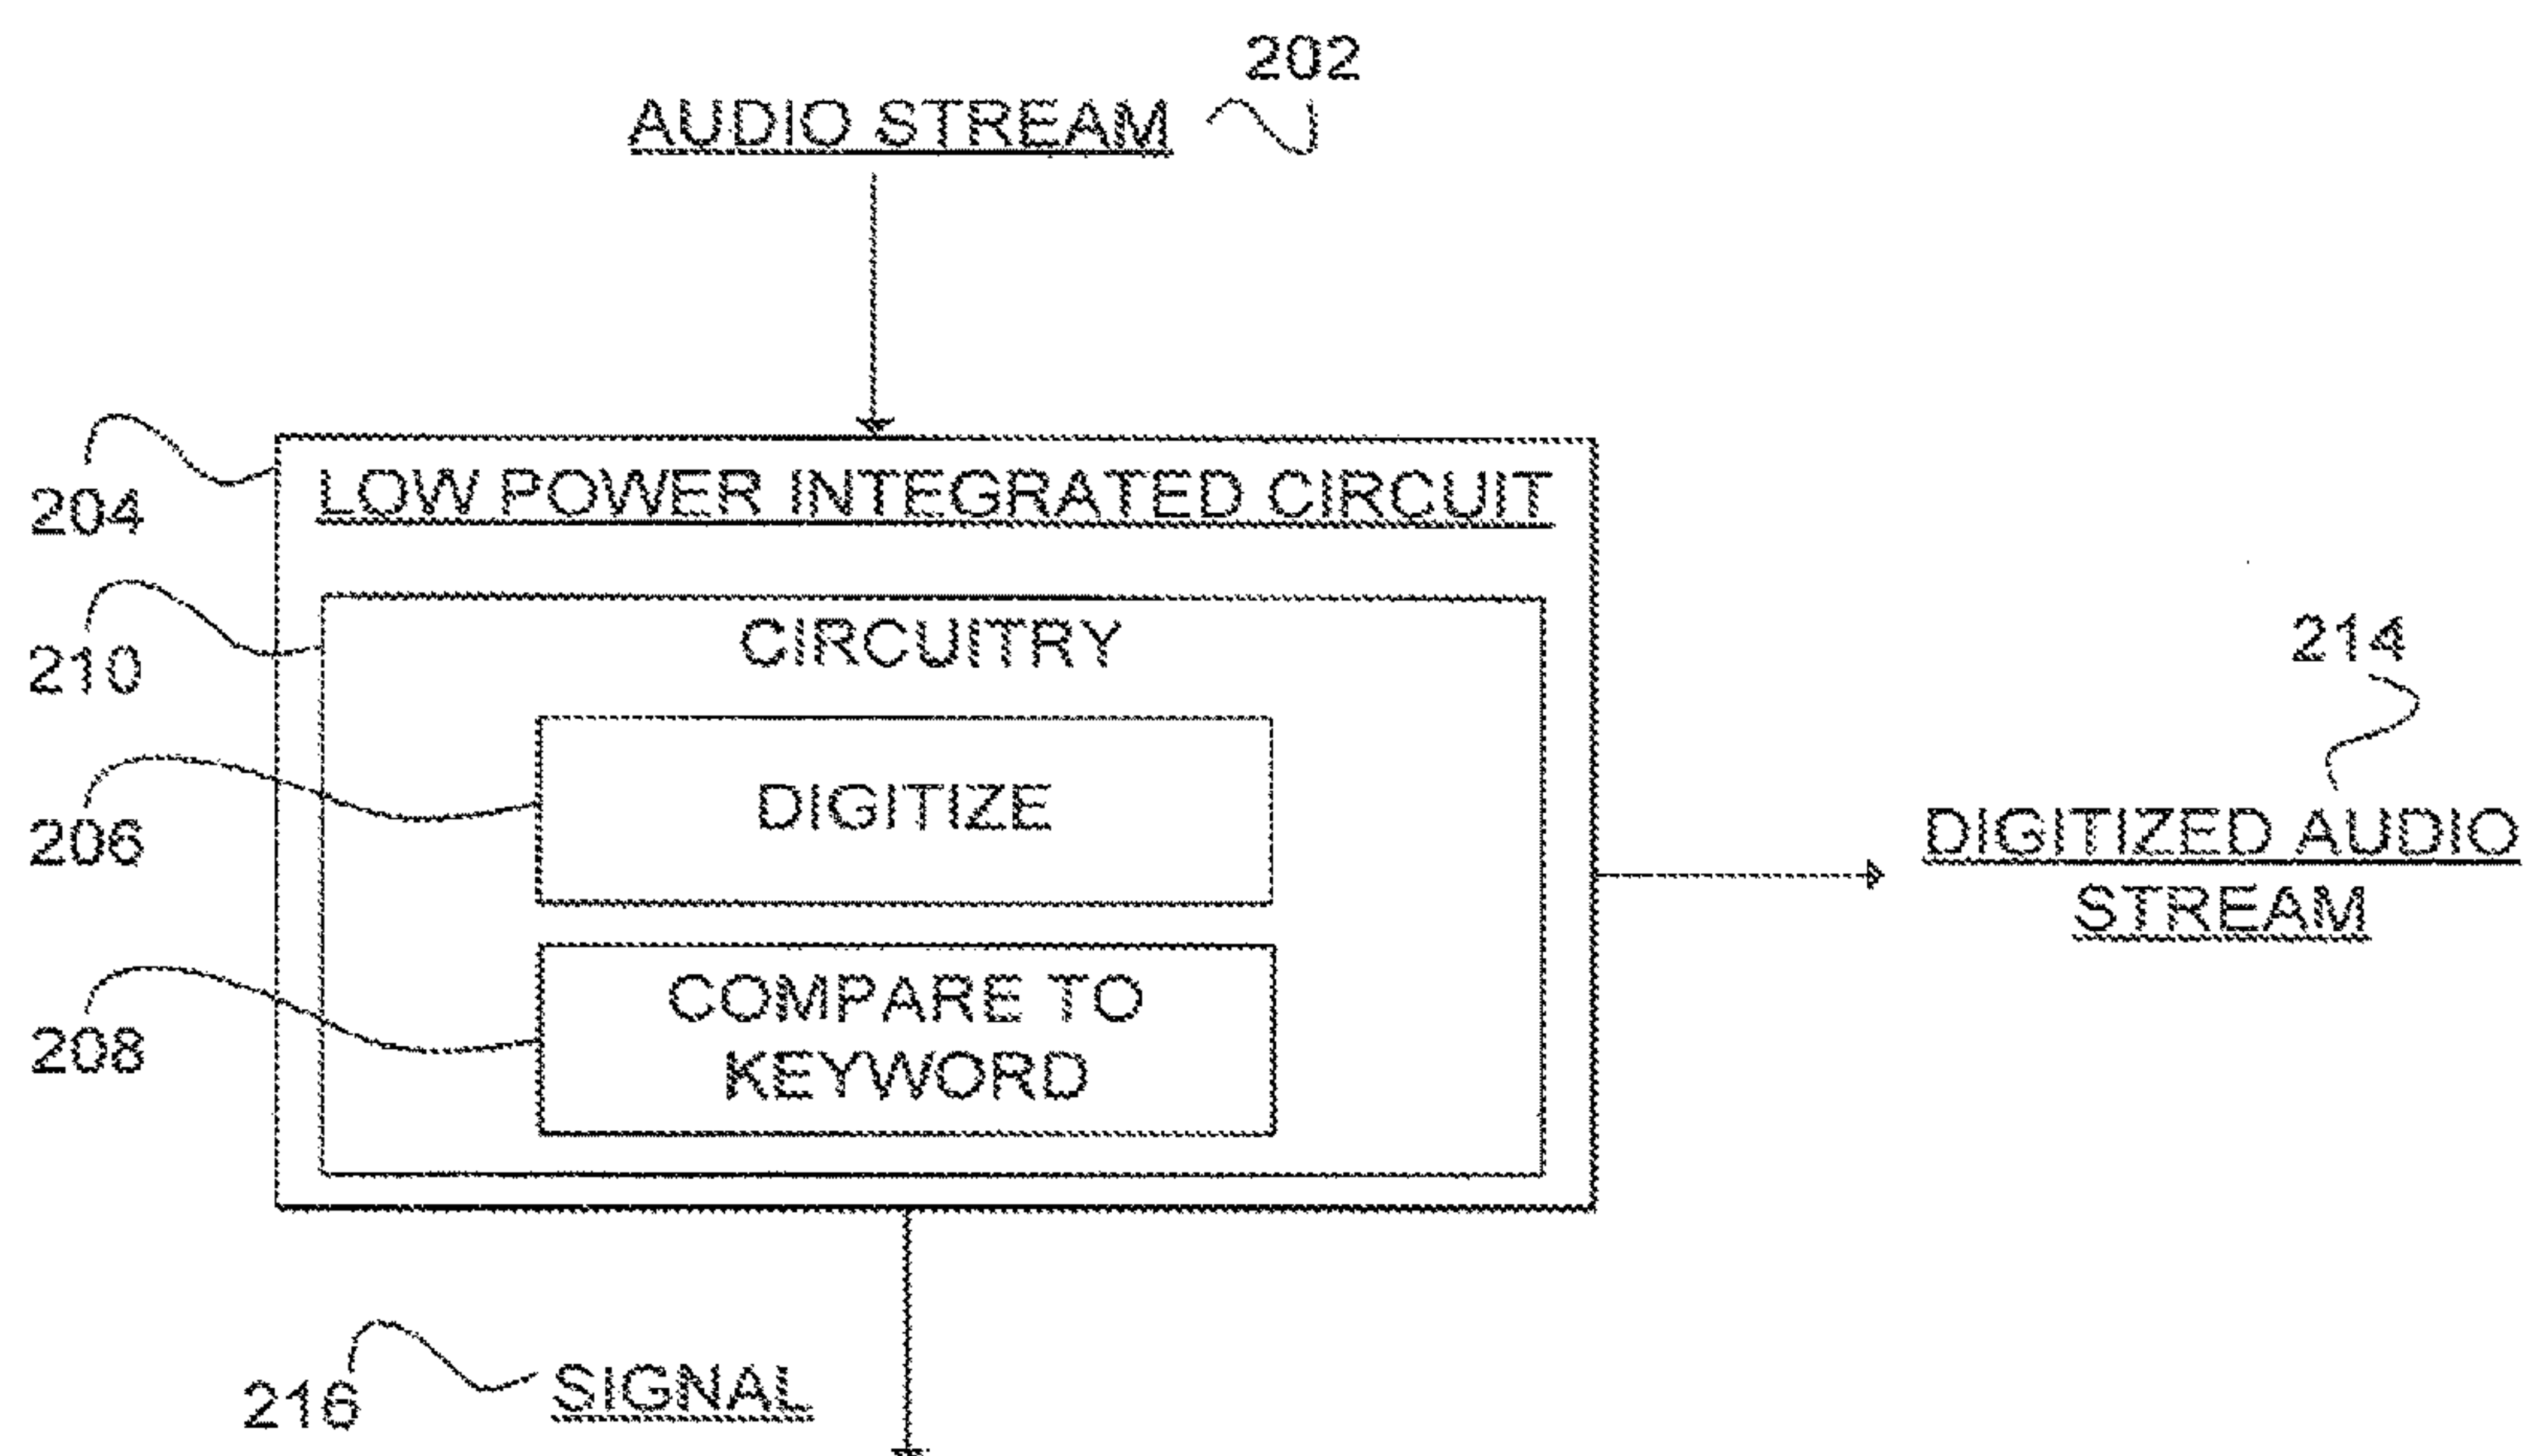 202
AUDIO STREAM
204
LOW POWER INTEGRATED CIRCUIT
210
CIRCUITRY
214
206
DIGITIZE
DIGITIZED AUDIO
STREAM
208
COMPARE TO
KEYWORD
216
SIGNAL